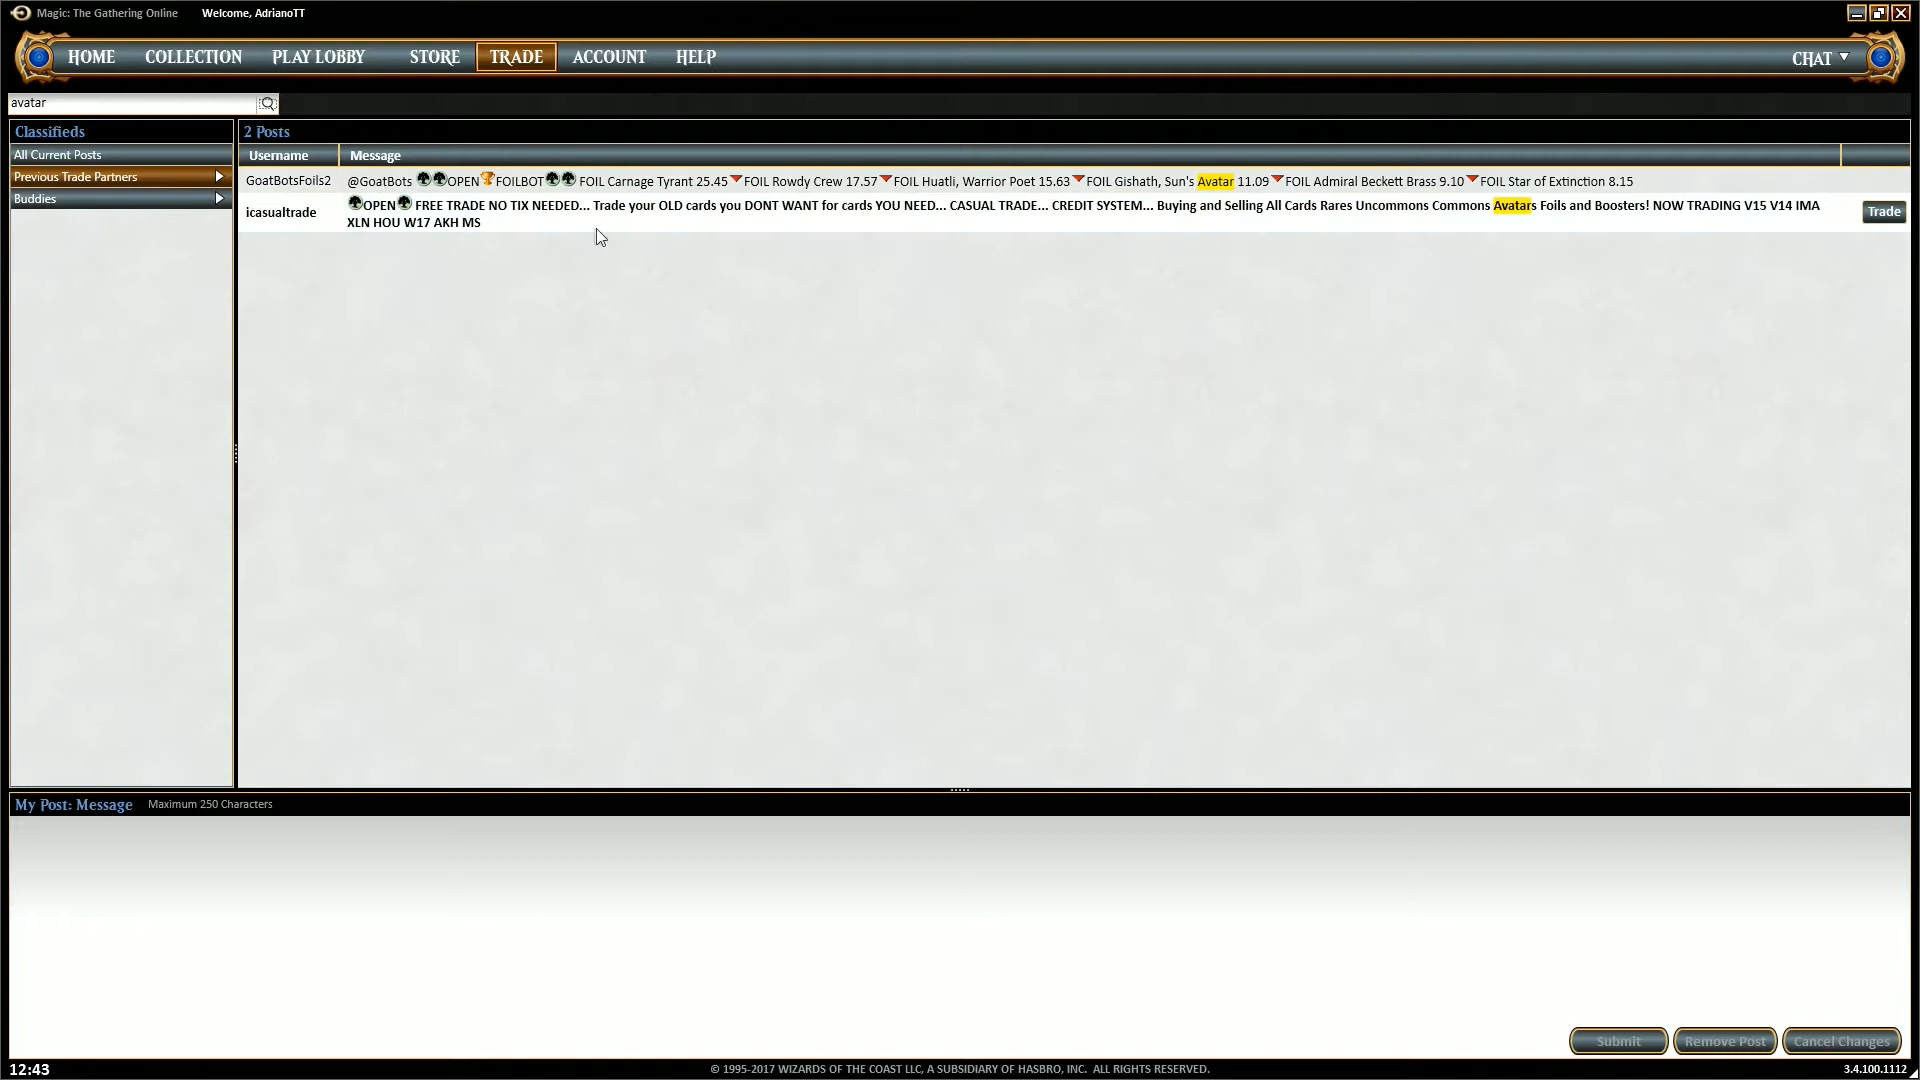 Magic: The Gathering Online Welcome, AdrianoTT
HOME COLLECTION PLAY LOBBY STORE TRADE ACCOUNT HELP CHAT
avatar
Classifieds
All Current Posts
Previous Trade Partners
Buddies
2 Posts
Username Message
GoatBotsFoils2 @GoatBots OPEN FOILBOT FOIL Carnage Tyrant 25.45 FOIL Rowdy Crew 17.57 FOIL Huatli, Warrior Poet 15.63 FOIL Gishath, Sun's Avatar 11.09 FOIL Admiral Beckett Brass 9.10 FOIL Star of Extinction 8.15
icasualtrade OPEN FREE TRADE NO TIX NEEDED... Trade your OLD cards you DONT WANT for cards YOU NEED... CASUAL TRADE... CREDIT SYSTEM... Buying and Selling All Cards Rares Uncommons Commons Avatars Foils and Boosters! NOW TRADING V15 V14 IMA
XLN HOU W17 AKH MS
Trade
My Post: Message Maximum 250 Characters
Submit Remove Post Cancel Changes
12:43 © 1995-2017 WIZARDS OF THE COAST LLC, A SUBSIDIARY OF HASBRO, INC. ALL RIGHTS RESERVED. 3.4.100.1112